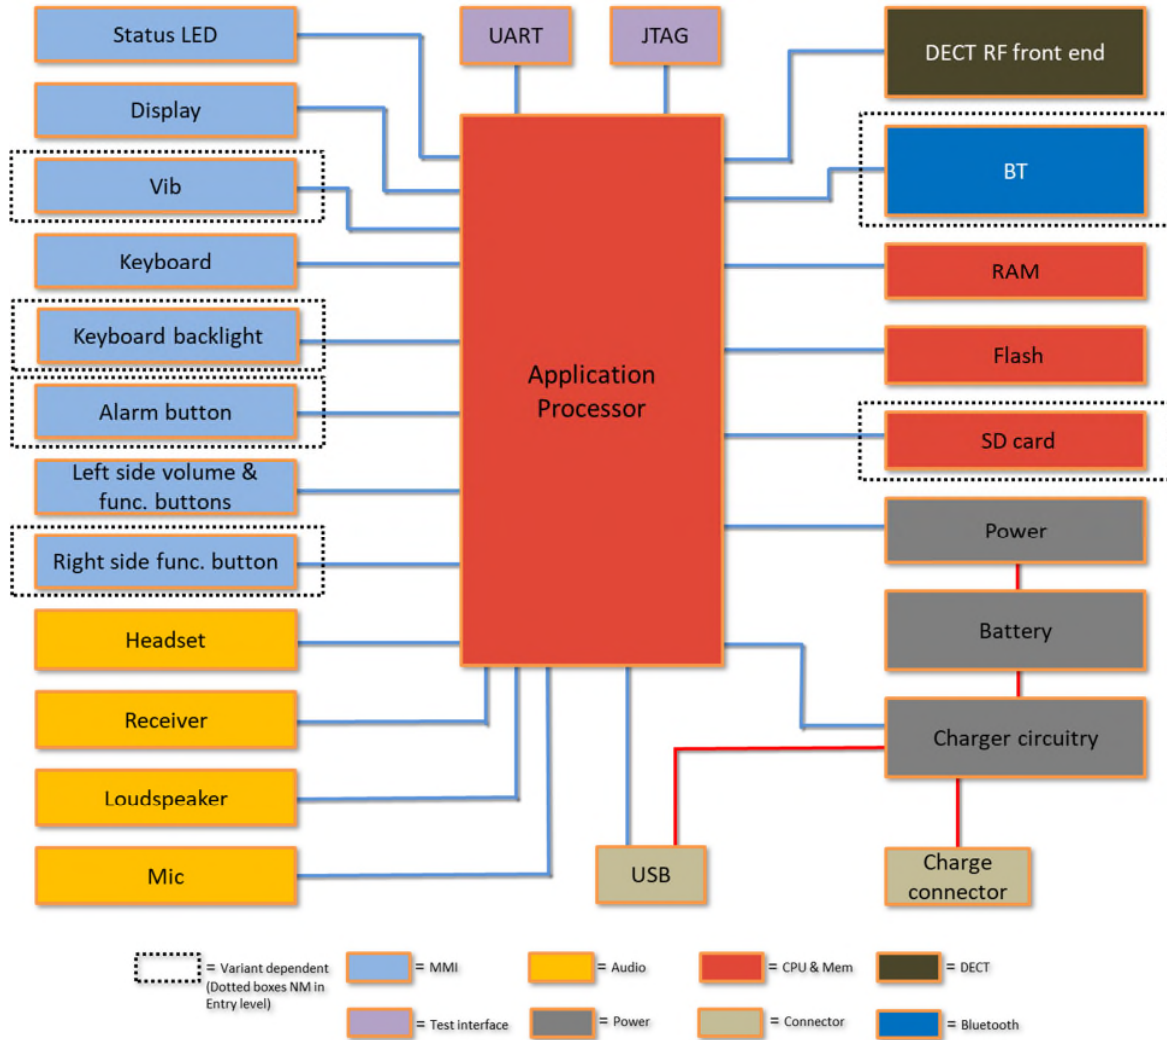 Status LED
UART
JTAG
DECT RF front end
Display
BT
Vib
Keyboard
RAM
Keyboard backlight
Flash
Application
Processor
Alarm button
SD card
Left side volume &
func. buttons
Power
Right side func. button
Headset
Battery
Receiver
Charger circuitry
Loudspeaker
Mic
USB
Charge
connector
= Variant dependent
(Dotted boxes NM in
Entry level)
= MMI
= Audio
= CPU & Mem
= DECT
= Test interface
= Power
= Connector
= Bluetooth